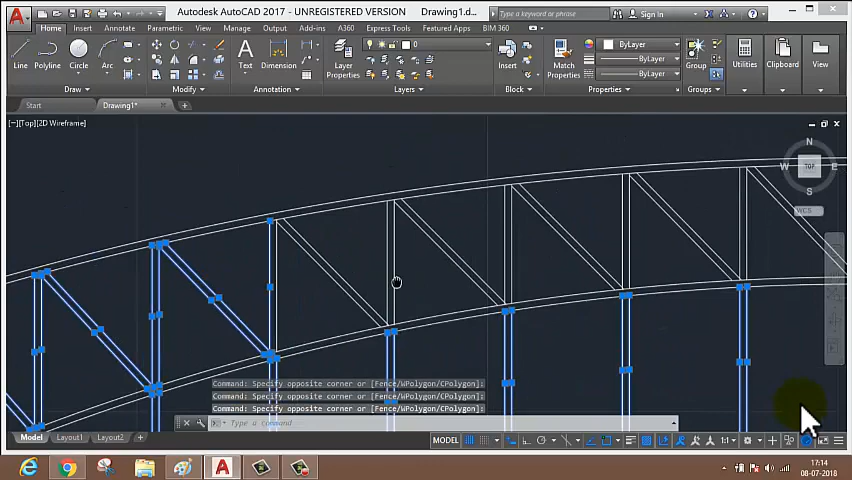 Autodesk AutoCAD 2017 - UNREGISTERED VERSION Drawing1.d...
Type a keyword or phrase
Sign In
Home Insert Annotate Parametric View Manage Output Add-ins A360 Express Tools Featured Apps BIM 360
0
ByLayer
ByLayer
ByLayer
Line Polyline Circle Arc
Text Dimension
Layer Properties
Insert
Match Properties
Group
Utilities
Clipboard
View
Draw Modify Annotation Layers Block Properties Groups
Start Drawing1*
[−][Top][2D Wireframe]
N
W TOP E
S
WCS
Command: Specify opposite corner or [Fence/WPolygon/CPolygon]:
Command: Specify opposite corner or [Fence/WPolygon/CPolygon]:
Command: Specify opposite corner or [Fence/WPolygon/CPolygon]:
Type a command
Model Layout1 Layout2
MODEL
1:1
17:14
08-07-2018